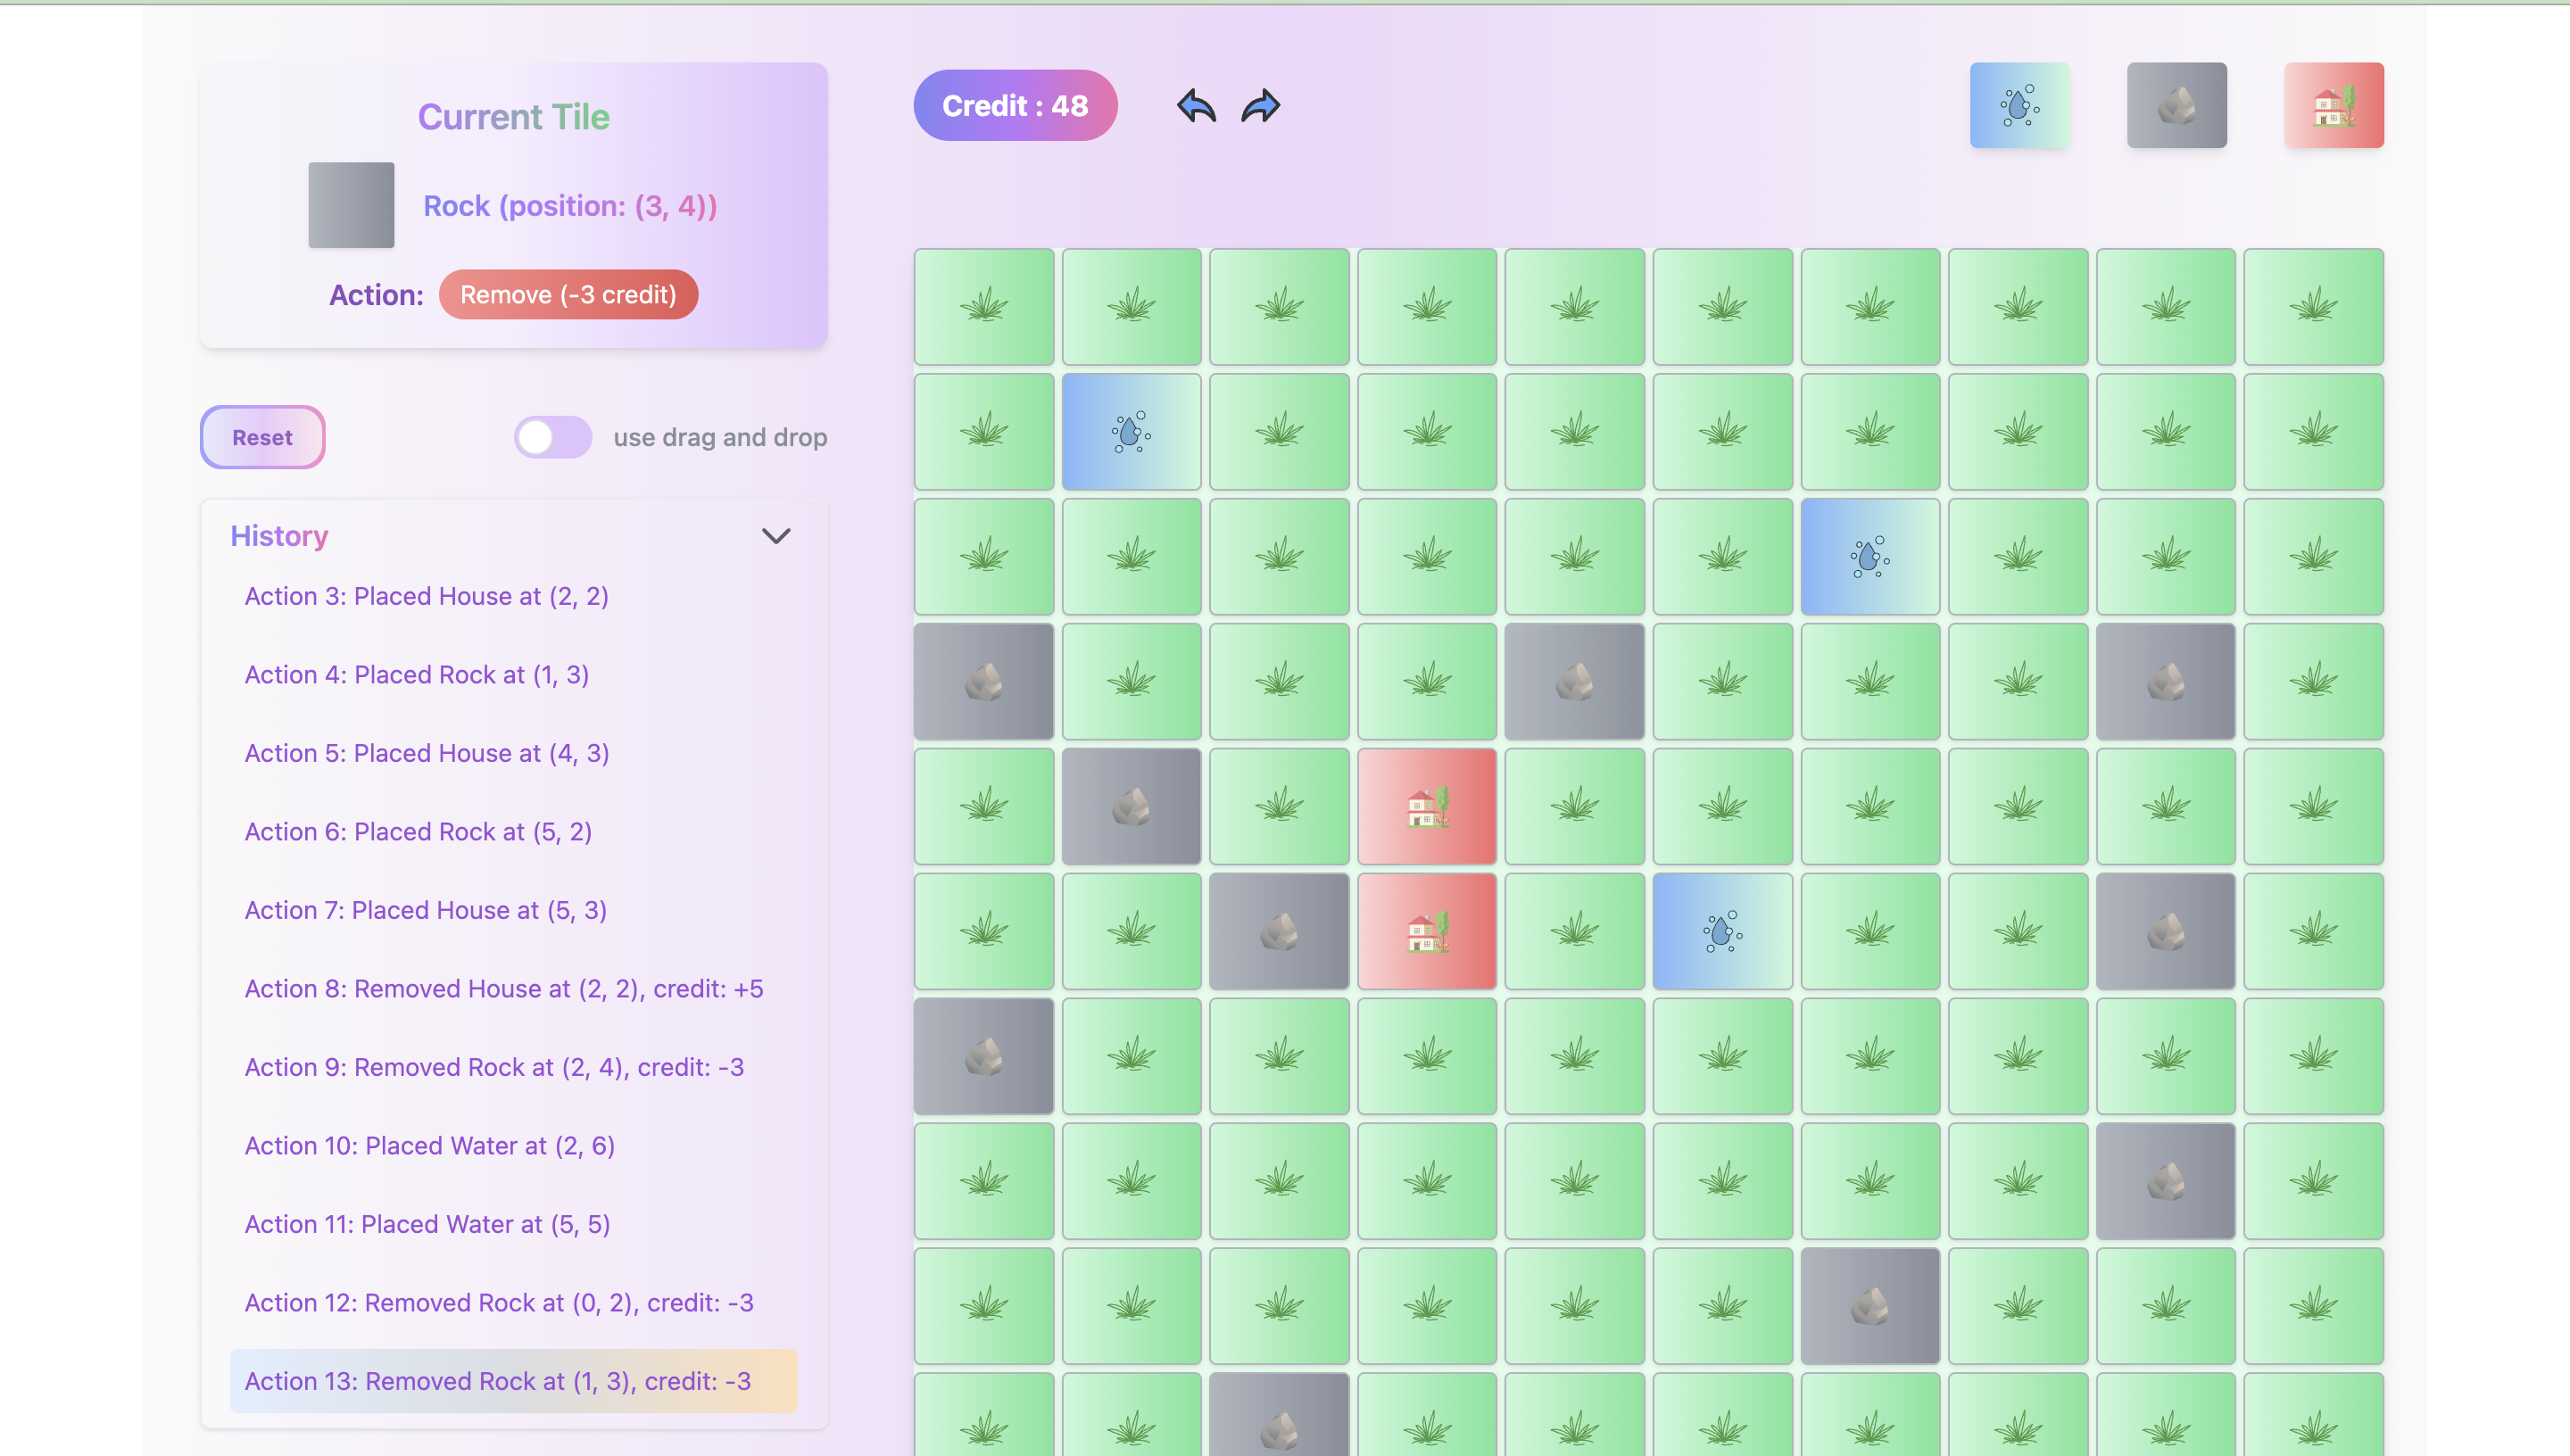 Current Tile
Rock (position: (3, 4))
Action: Remove (-3 credit)
Reset
use drag and drop
History
Action 3: Placed House at (2, 2)
Action 4: Placed Rock at (1, 3)
Action 5: Placed House at (4, 3)
Action 6: Placed Rock at (5, 2)
Action 7: Placed House at (5, 3)
Action 8: Removed House at (2, 2), credit: +5
Action 9: Removed Rock at (2, 4), credit: -3
Action 10: Placed Water at (2, 6)
Action 11: Placed Water at (5, 5)
Action 12: Removed Rock at (0, 2), credit: -3
Action 13: Removed Rock at (1, 3), credit: -3
Credit : 48